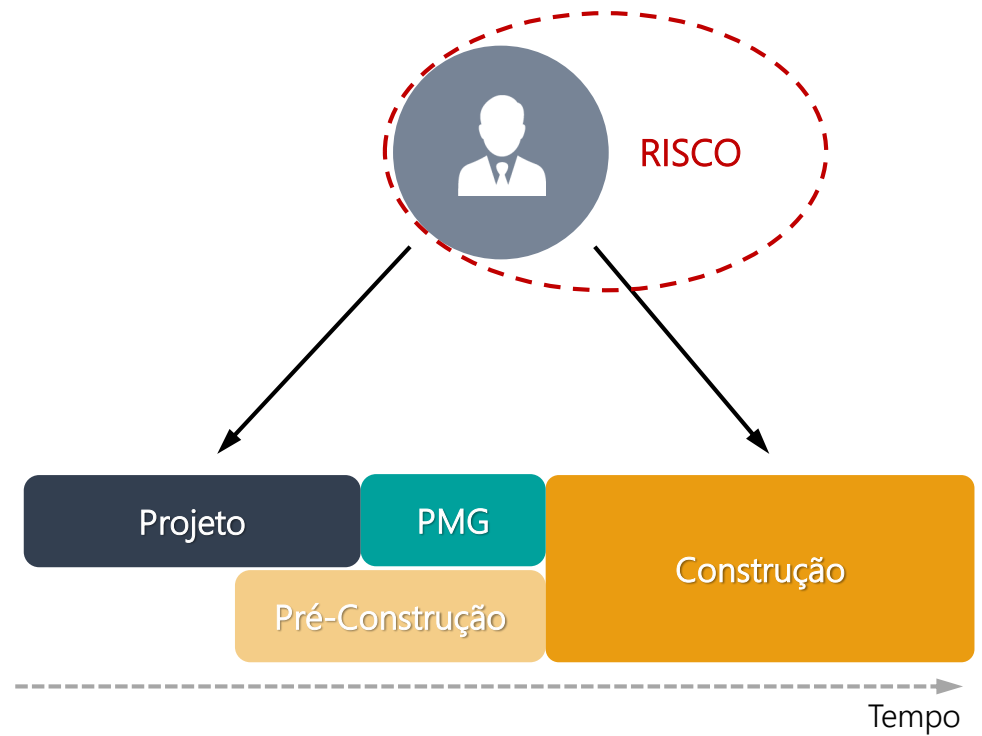 RISCO
Projeto
PMG
Construção
Pré-Construção
Tempo